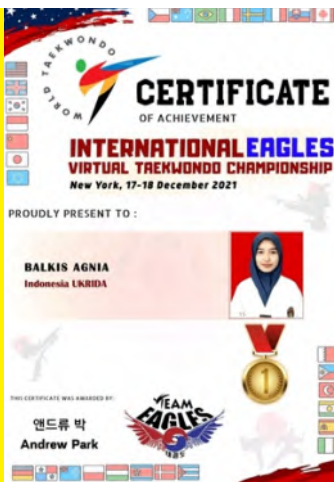 WORLD TAEKWONDO
CERTIFICATE
OF ACHIEVEMENT
INTERNATIONAL EAGLES
VIRTUAL TAEKWONDO CHAMPIONSHIP
New York, 17-18 December 2021
PROUDLY PRESENT TO :
BALKIS AGNIA
Indonesia UKRIDA
1
THIS CERTIFICATE WAS AWARDED BY:
앤드류 박
Andrew Park
TEAM
EAGLES